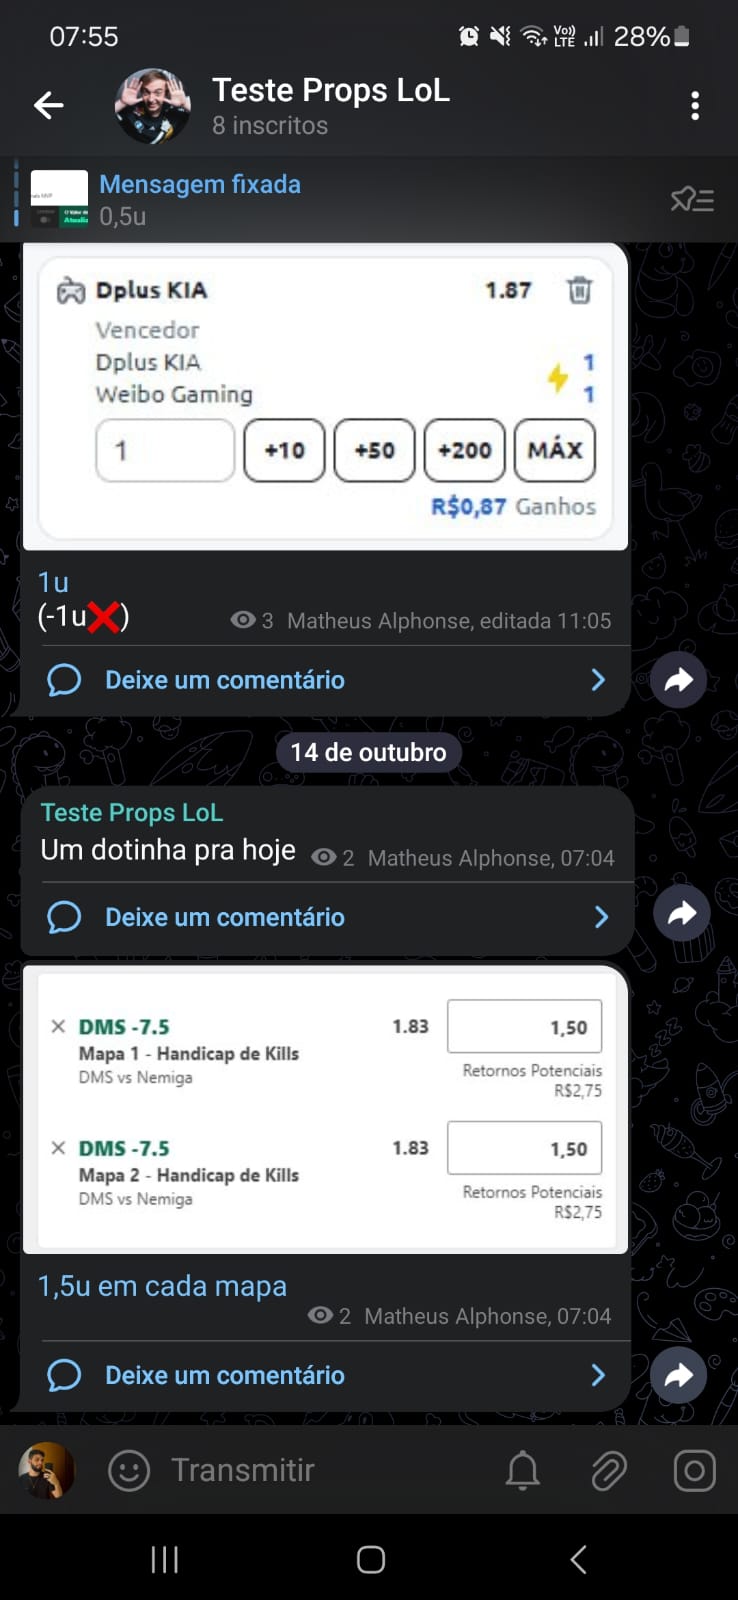 07:55
Vo))
LTE
28%
Teste Props LoL
8 inscritos
Mensagem fixada
0,5u
Dplus KIA 1.87
Vencedor
Dplus KIA 1
Weibo Gaming 1
1 +10 +50 +200 MÁX
R$0,87 Ganhos
1u
(-1u❌)
3 Matheus Alphonse, editada 11:05
Deixe um comentário
14 de outubro
Teste Props LoL
Um dotinha pra hoje
2 Matheus Alphonse, 07:04
Deixe um comentário
DMS -7.5 1.83 1,50
Mapa 1 - Handicap de Kills
DMS vs Nemiga
Retornos Potenciais
R$2,75
DMS -7.5 1.83 1,50
Mapa 2 - Handicap de Kills
DMS vs Nemiga
Retornos Potenciais
R$2,75
1,5u em cada mapa
2 Matheus Alphonse, 07:04
Deixe um comentário
Transmitir